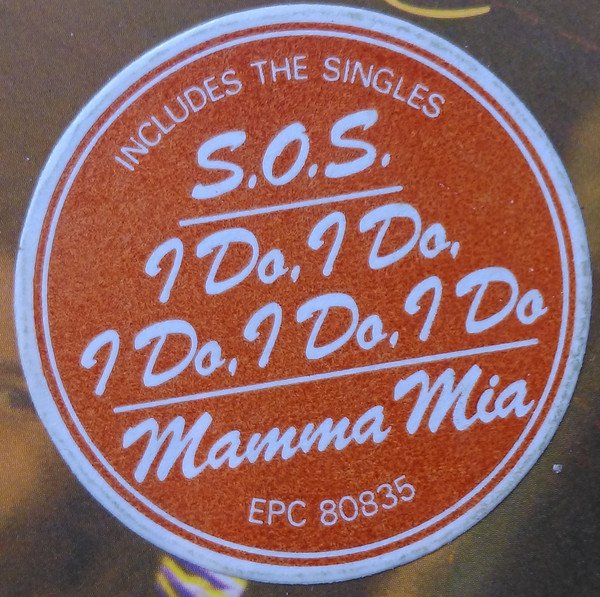 INCLUDES THE SINGLES
S.O.S.
I Do, I Do,
I Do, I Do, I Do
Mamma Mia
EPC 80835